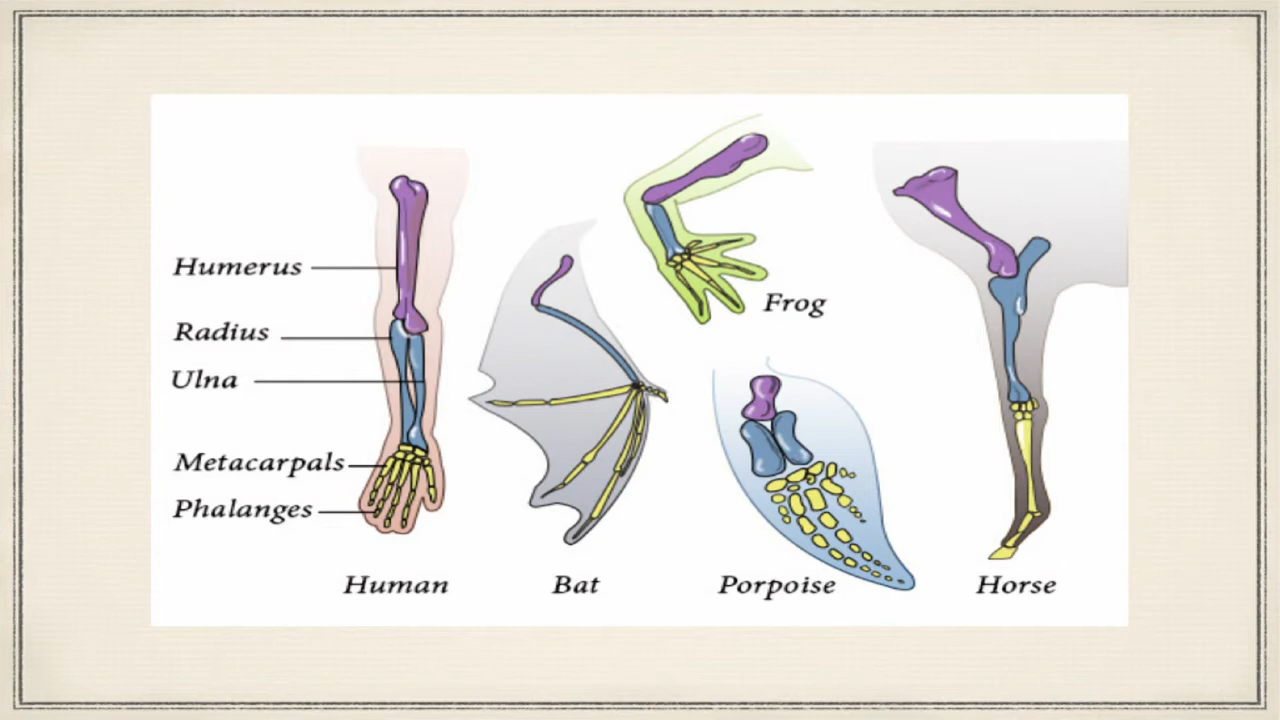 Humerus
Radius
Ulna
Metacarpals
Phalanges
Frog
Human
Bat
Porpoise
Horse